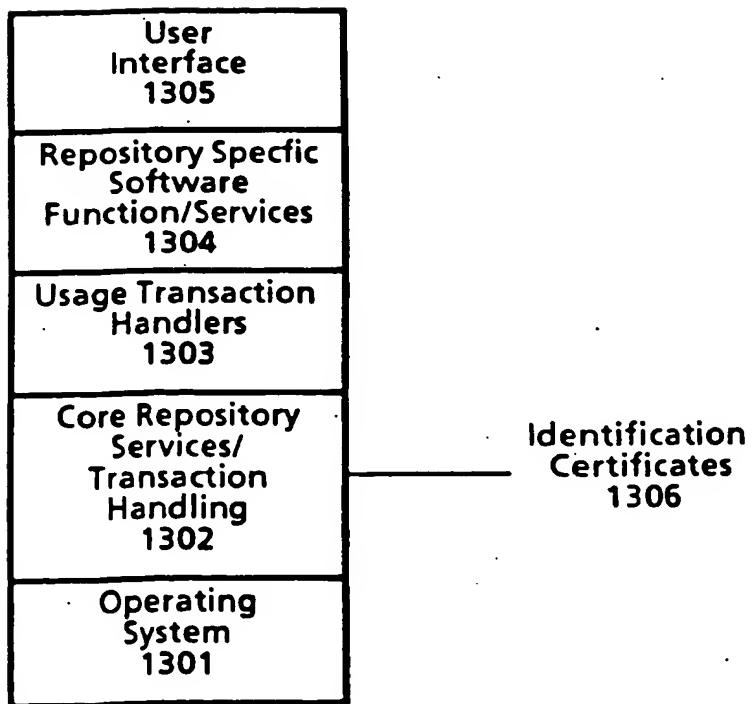 User
Interface
1305
Repository Specfic
Software
Function/Services
1304
Usage Transaction
Handlers
1303
Core Repository
Services/
Transaction
Handling
1302
Identification
Certificates
1306
Operating
System
1301